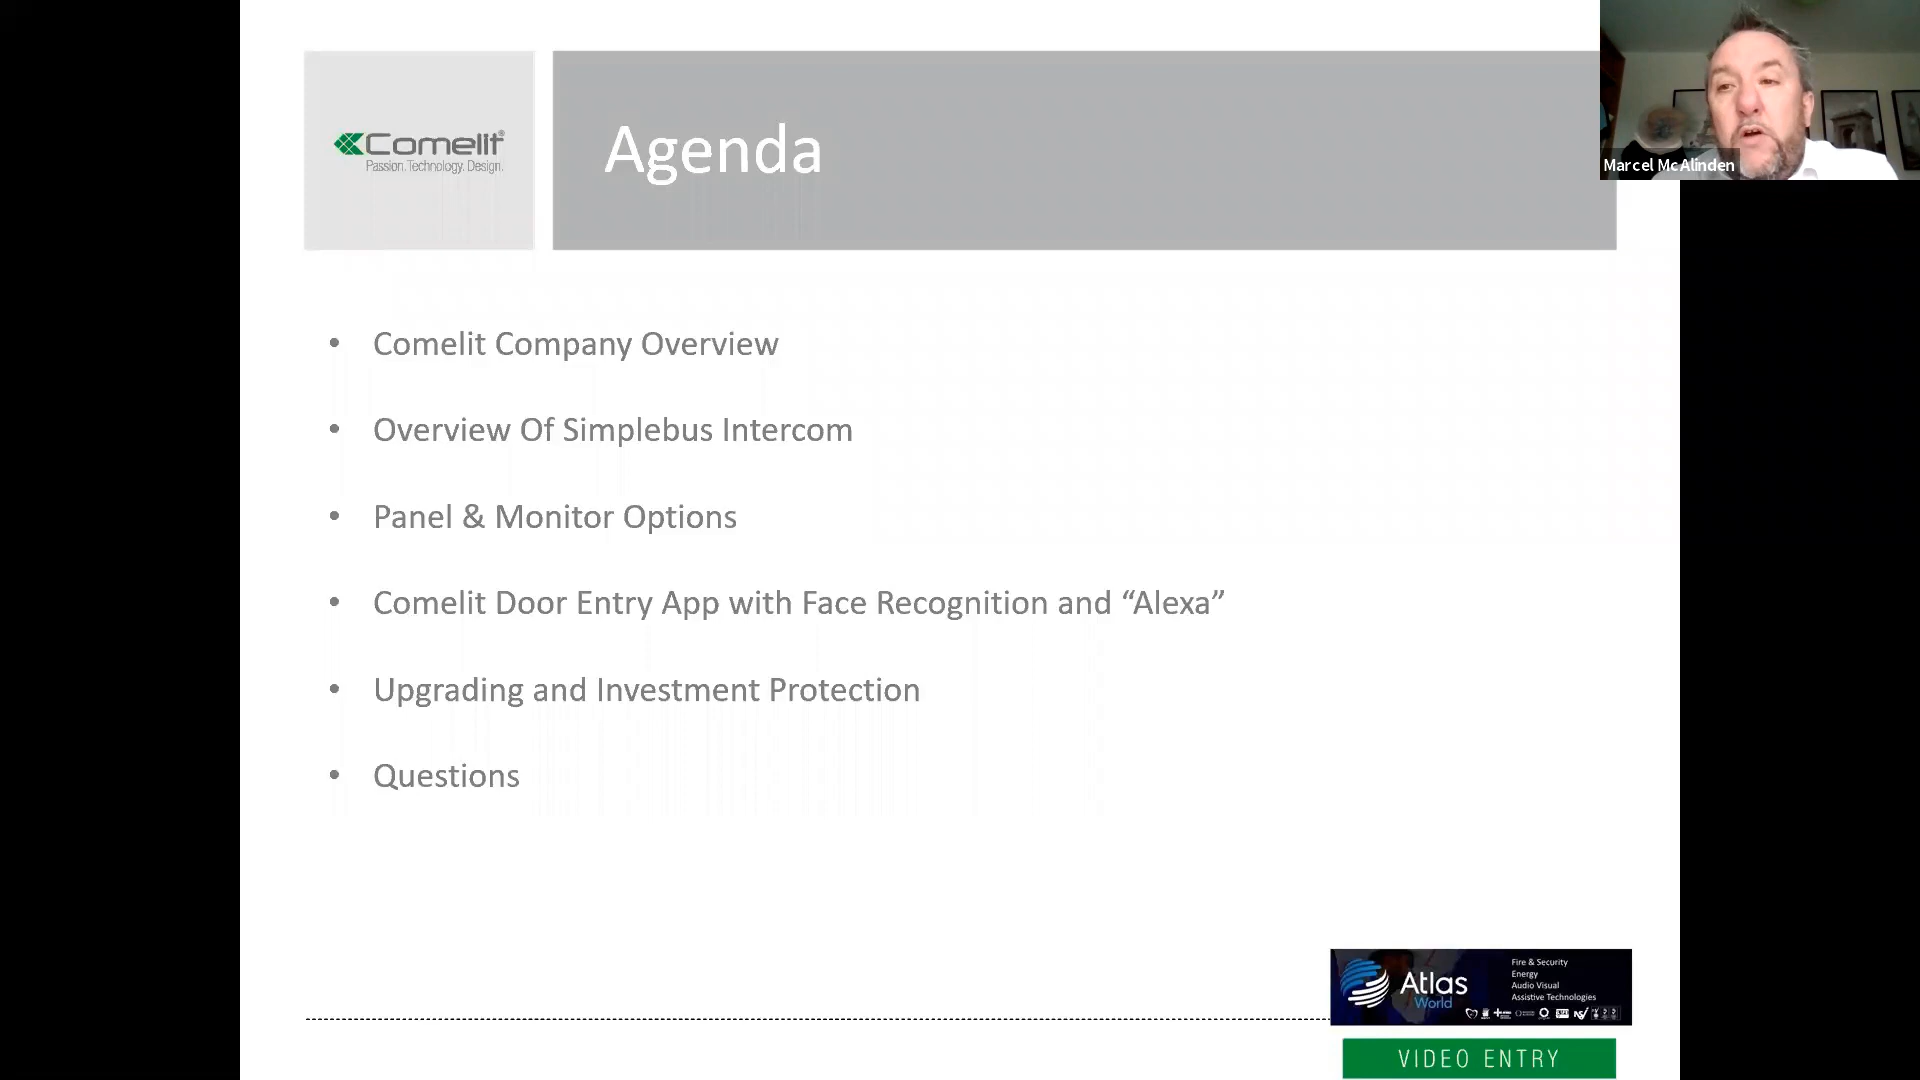 Comelit®
Passion. Technology. Design.
Agenda
Marcel McAlinden
• Comelit Company Overview
• Overview Of Simplebus Intercom
• Panel & Monitor Options
• Comelit Door Entry App with Face Recognition and “Alexa”
• Upgrading and Investment Protection
• Questions
Atlas
World
Fire & Security
Energy
Audio Visual
Assistive Technologies
VIDEO ENTRY